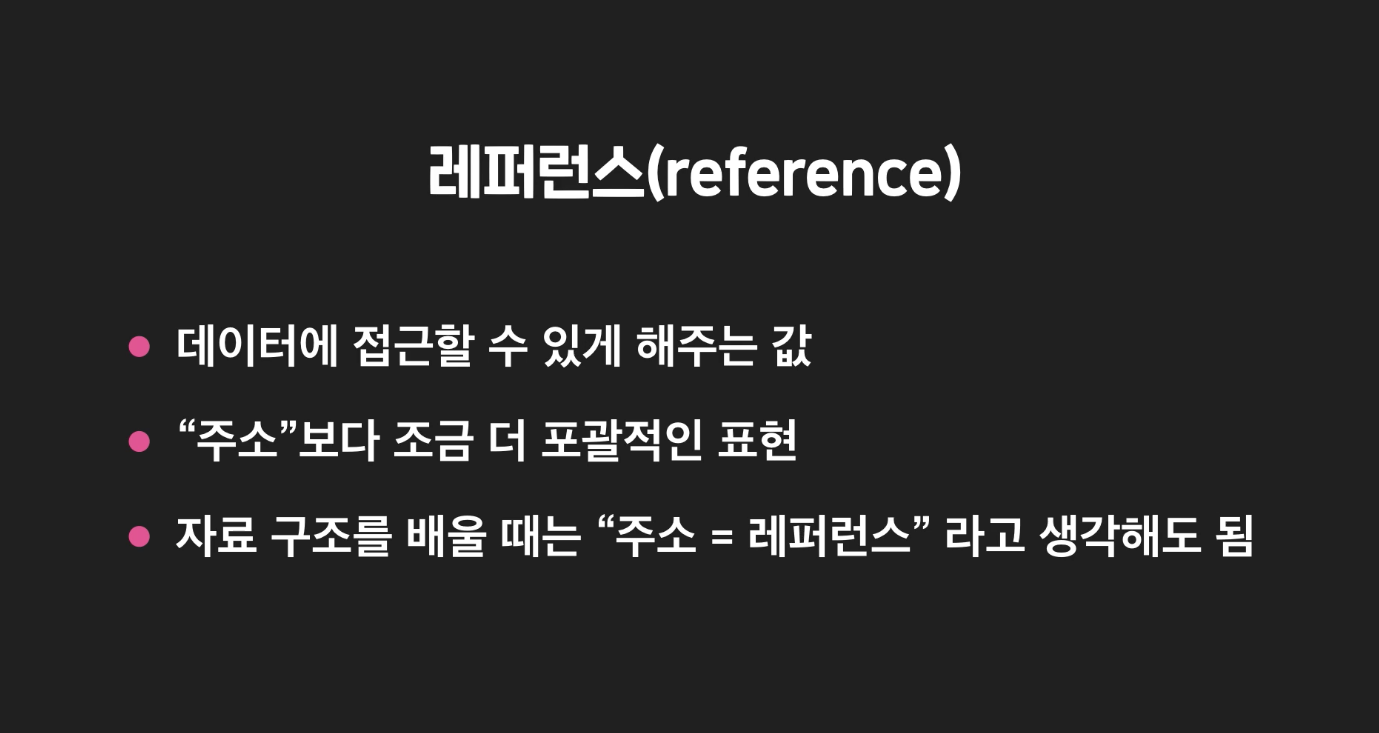 레퍼런스(reference)
데이터에 접근할 수 있게 해주는 값
“주소”보다 조금 더 포괄적인 표현
자료 구조를 배울 때는 “주소 = 레퍼런스” 라고 생각해도 됨